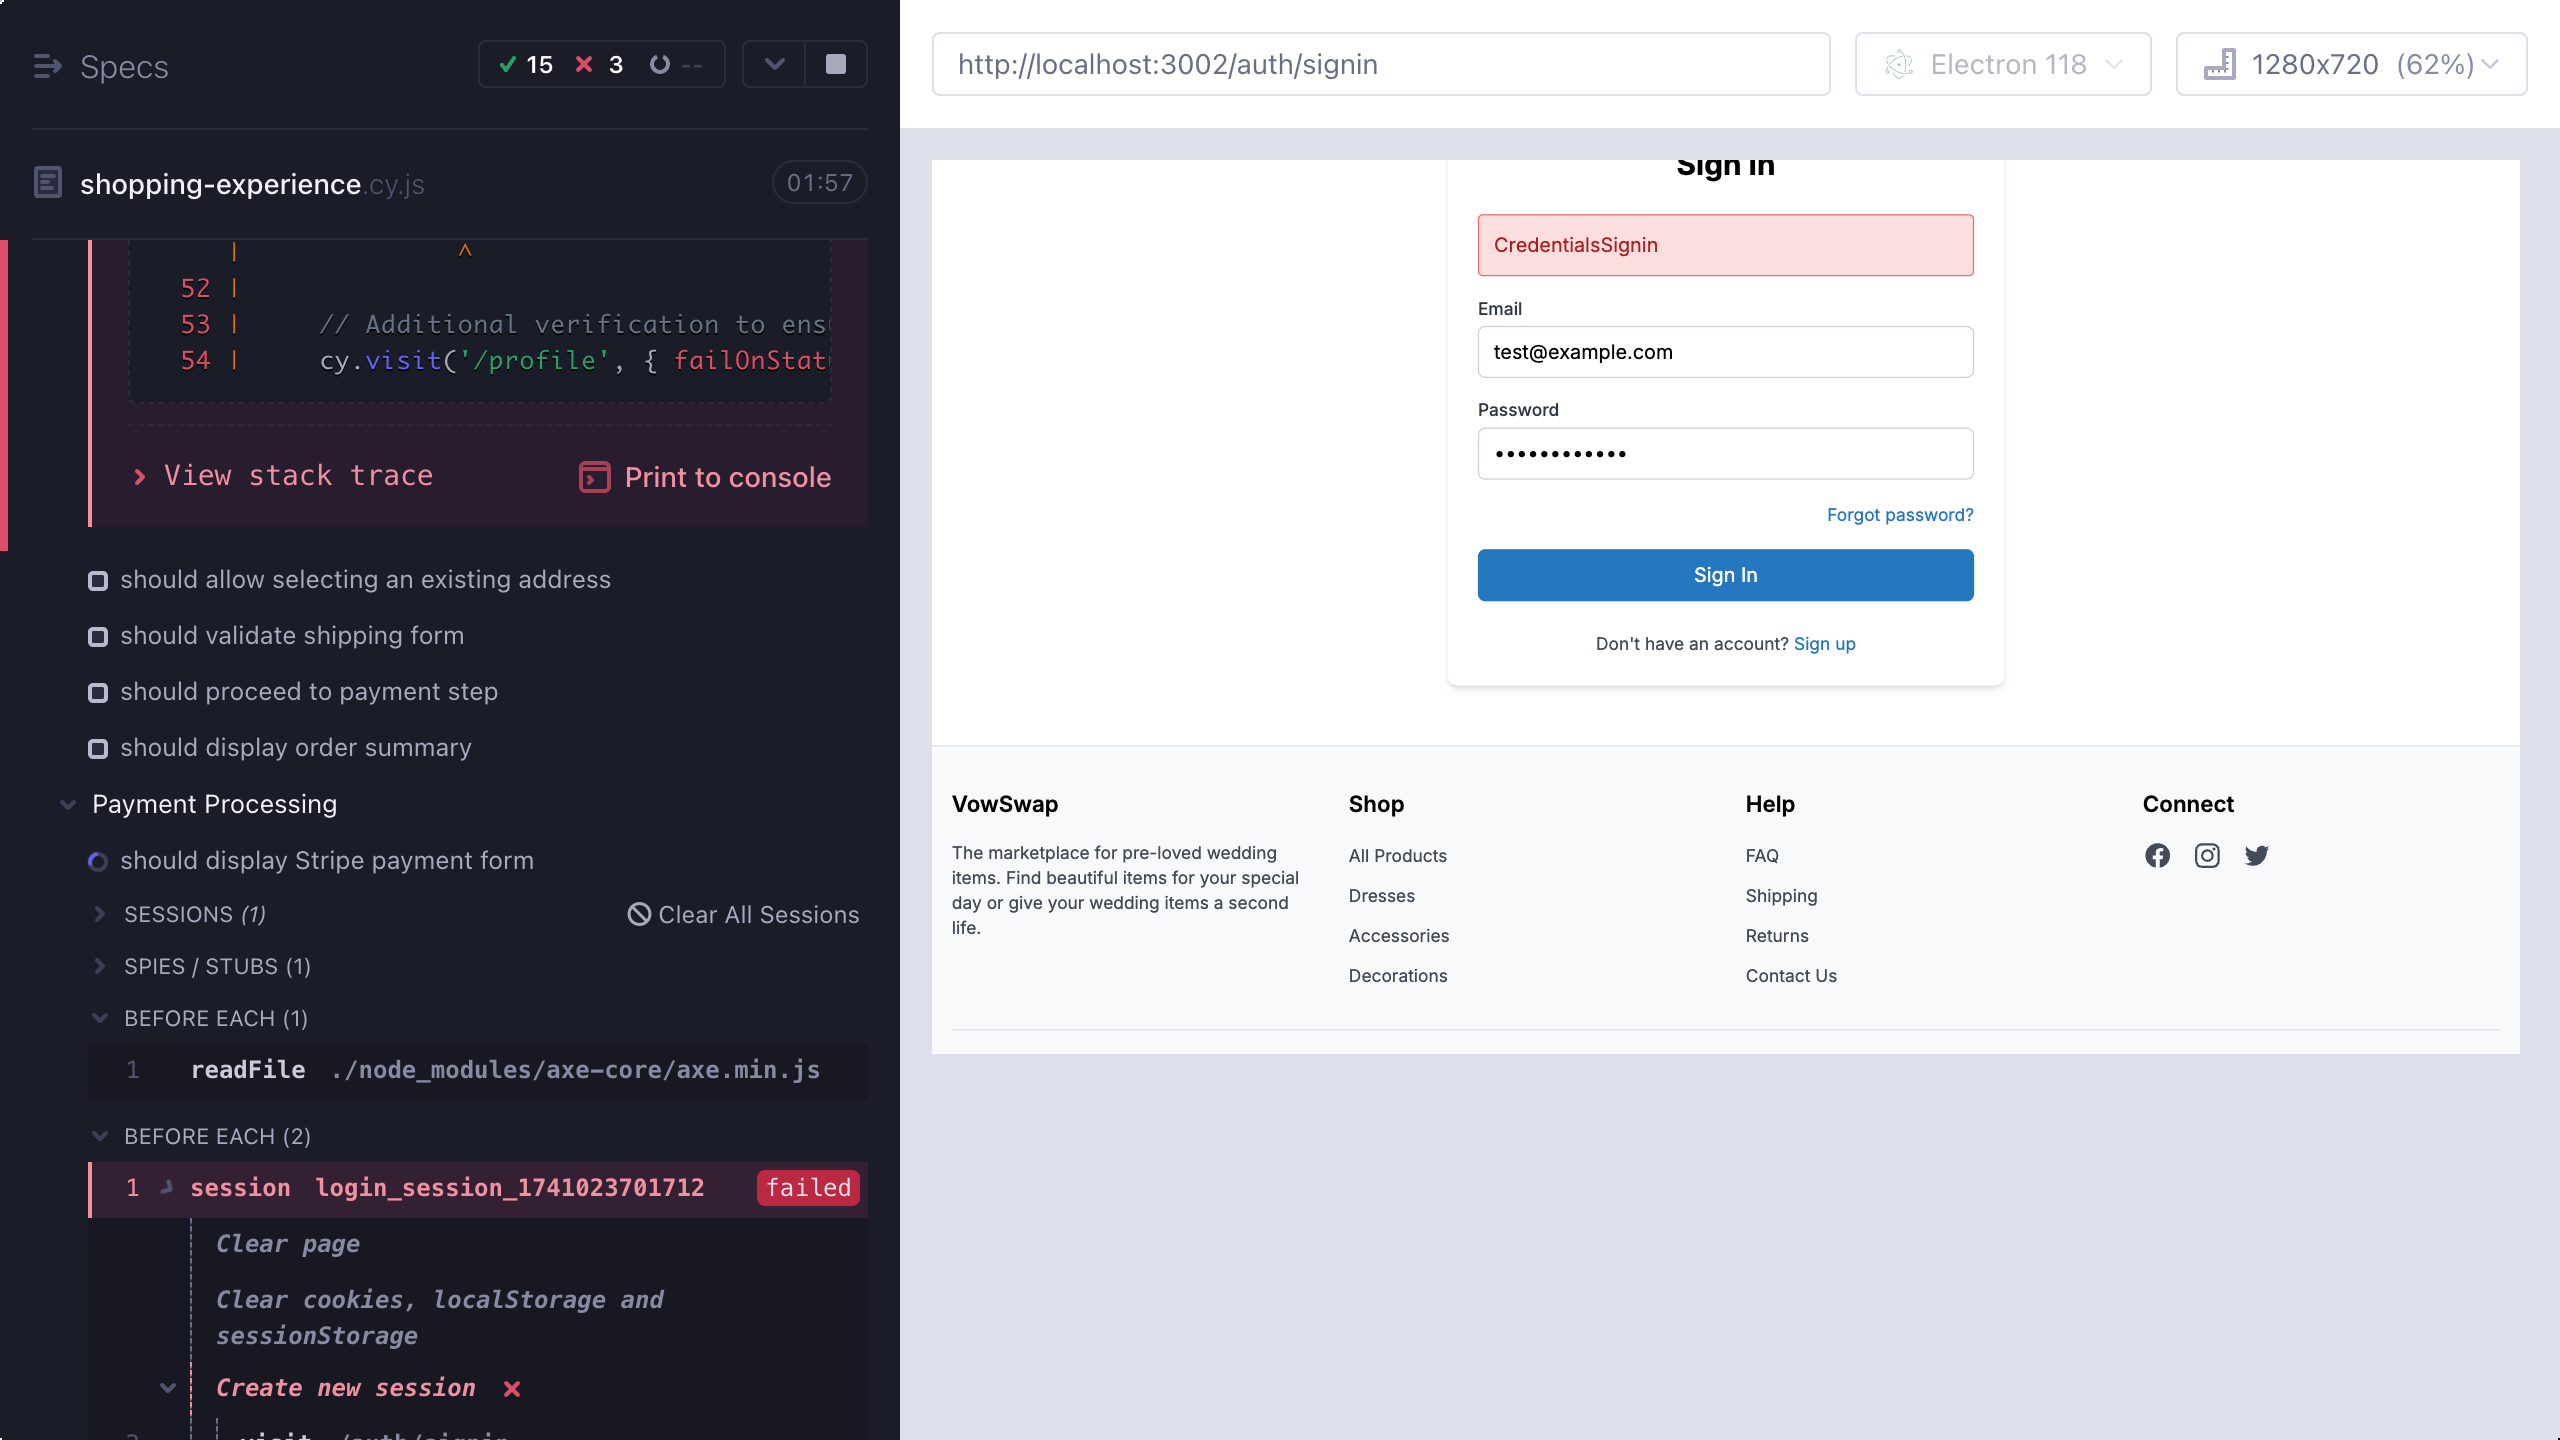 Specs
15 3 --
shopping-experience.cy.js
01:57
| ^
52 |
53 | // Additional verification to ens
54 | cy.visit('/profile', { failOnStat
View stack trace
Print to console
should allow selecting an existing address
should validate shipping form
should proceed to payment step
should display order summary
Payment Processing
should display Stripe payment form
SESSIONS (1)
Clear All Sessions
SPIES / STUBS (1)
BEFORE EACH (1)
1 readFile ./node_modules/axe-core/axe.min.js
BEFORE EACH (2)
1 session login_session_1741023701712 failed
Clear page
Clear cookies, localStorage and
sessionStorage
Create new session
visit /auth/signin
http://localhost:3002/auth/signin
Electron 118
1280x720 (62%)
Sign In
CredentialsSignin
Email
test@example.com
Password
••••••••••••
Forgot password?
Sign In
Don't have an account? Sign up
VowSwap
The marketplace for pre-loved wedding
items. Find beautiful items for your special
day or give your wedding items a second
life.
Shop
All Products
Dresses
Accessories
Decorations
Help
FAQ
Shipping
Returns
Contact Us
Connect